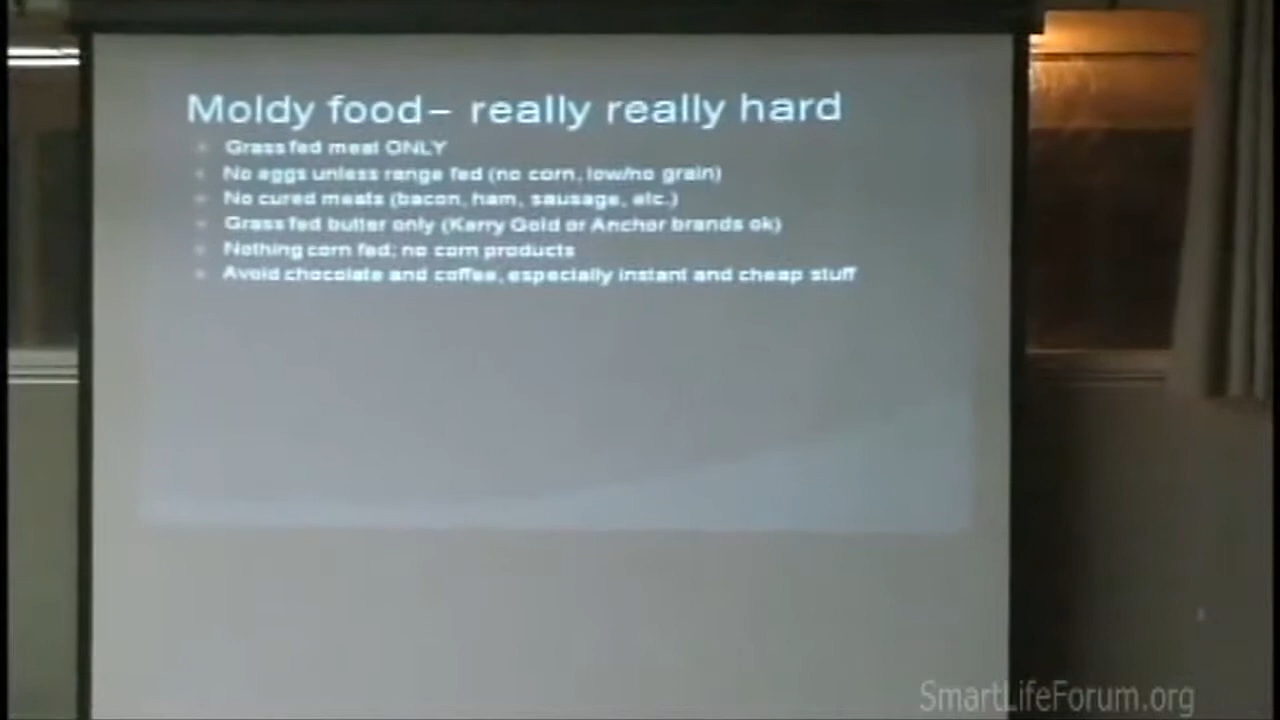 Moldy food– really really hard
Grass fed meat ONLY
No eggs unless range fed (no corn, low/no grain)
No cured meats (bacon, ham, sausage, etc.)
Grass fed butter only (Kerry Gold or Anchor brands ok)
Nothing corn fed; no corn products
Avoid chocolate and coffee, especially instant and cheap stuff
SmartLifeForum.org